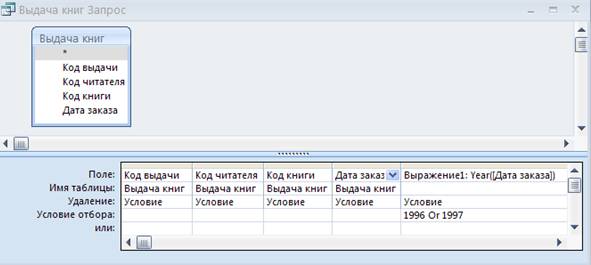 Выдача книг Запрос
Выдача книг
*
Код выдачи
Код читателя
Код книги
Дата заказа
Поле: Код выдачи Код читателя Код книги Дата заказ Выражение1: Year([Дата заказа])
Имя таблицы: Выдача книг Выдача книг Выдача книг Выдача книг
Удаление: Условие Условие Условие Условие Условие
Условие отбора: 1996 Or 1997
или: